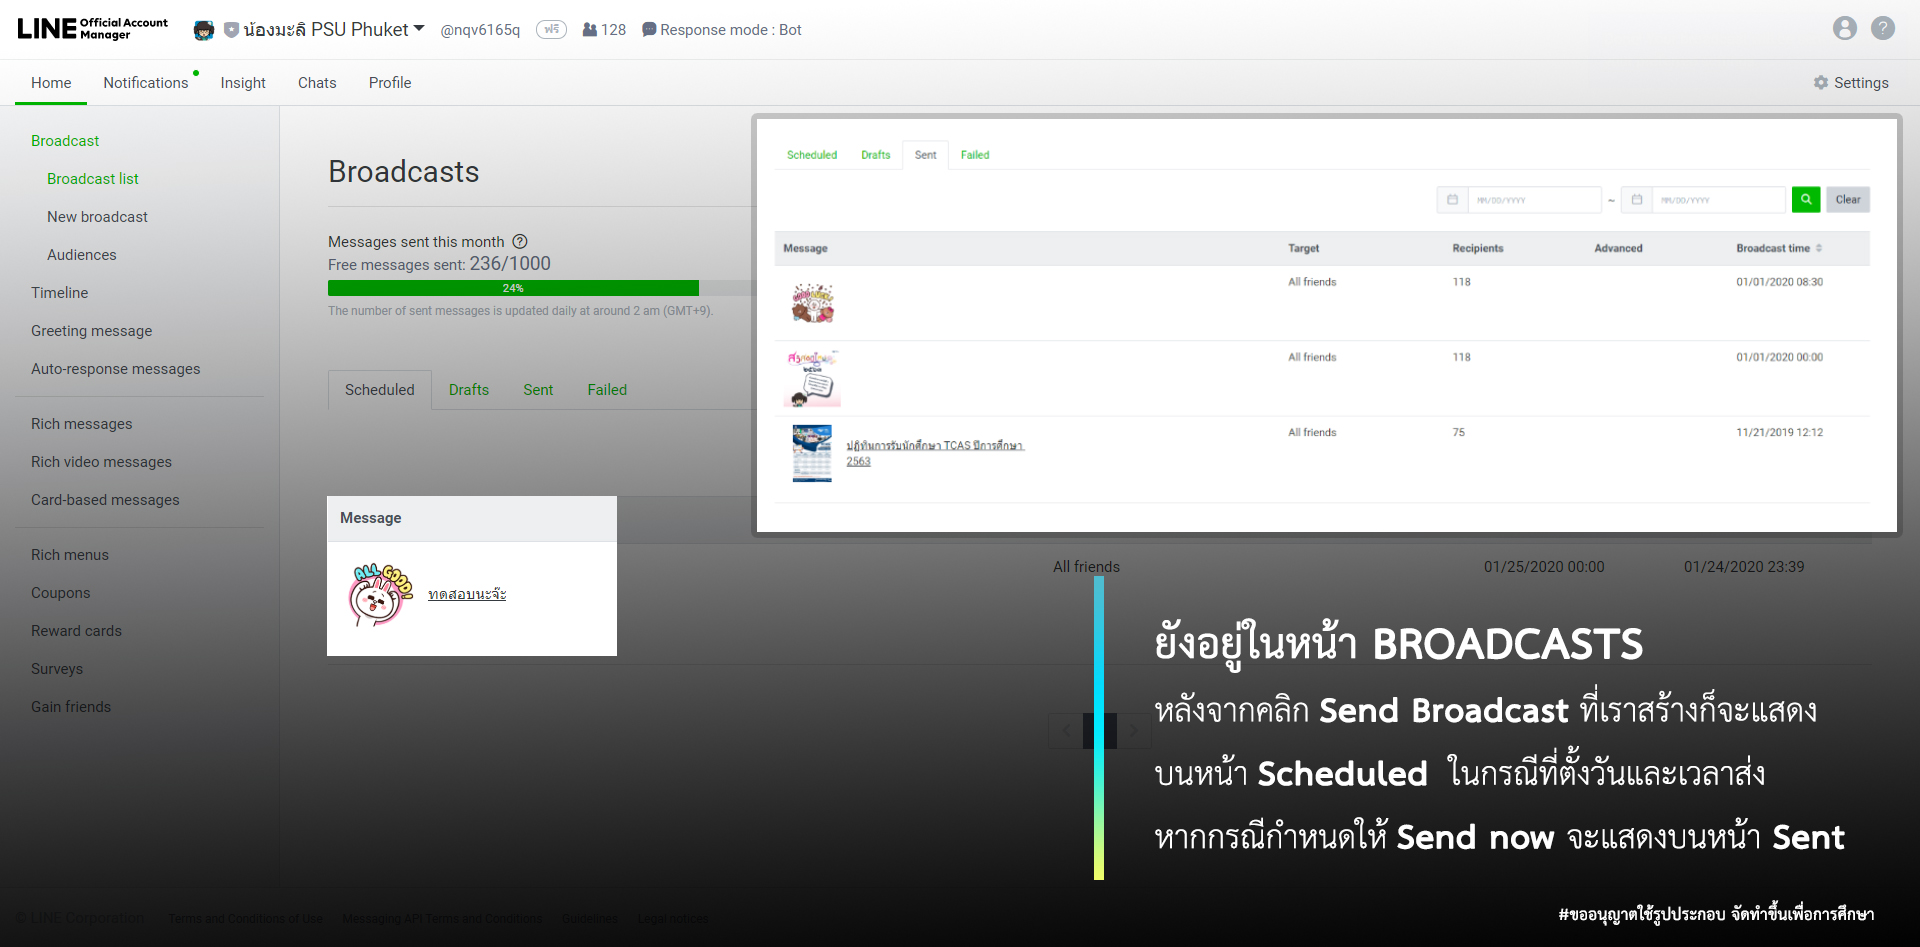 LINE Official Account Manager
น้องมะลิ PSU Phuket
@nqv6165q
ฟรี
128
Response mode : Bot
Home
Notifications
Insight
Chats
Profile
Settings
Broadcast
Broadcast list
New broadcast
Audiences
Timeline
Greeting message
Auto-response messages
Rich messages
Rich video messages
Card-based messages
Rich menus
Coupons
Reward cards
Surveys
Gain friends
Broadcasts
Messages sent this month
Free messages sent: 236/1000
24%
The number of sent messages is updated daily at around 2 am (GMT+9).
Scheduled Drafts Sent Failed
Message
ALL GOOD!
ทดสอบนะจ๊ะ
All friends 01/25/2020 00:00 01/24/2020 23:39
Scheduled Drafts Sent Failed
MM/DD/YYYY ~ MM/DD/YYYY Clear
Message Target Recipients Advanced Broadcast time
All friends 118 01/01/2020 08:30
All friends 118 01/01/2020 00:00
All friends 75 11/21/2019 12:12
ปฏิทินการรับนักศึกษา TCAS ปีการศึกษา
2563
ยังอยู่ในหน้า BROADCASTS
หลังจากคลิก Send Broadcast ที่เราสร้างก็จะแสดง
บนหน้า Scheduled ในกรณีที่ตั้งวันและเวลาส่ง
หากกรณีกำหนดให้ Send now จะแสดงบนหน้า Sent
#ขออนุญาตใช้รูปประกอบ จัดทำขึ้นเพื่อการศึกษา
© LINE Corporation Terms and Conditions of Use Messaging API Terms and Conditions Guidelines Legal notices